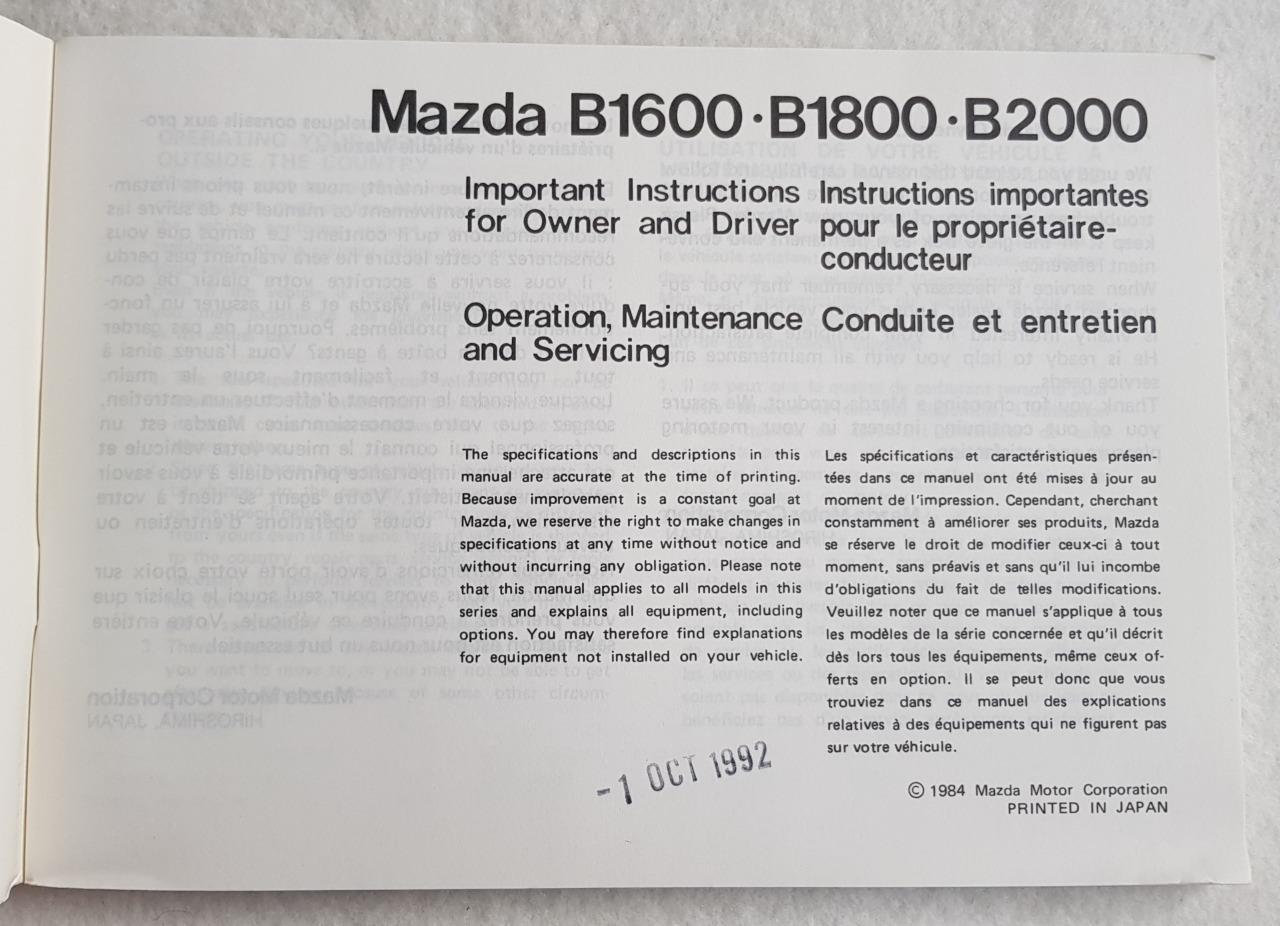 Mazda B1600·B1800·B2000
Important Instructions
for Owner and Driver
Operation, Maintenance
and Servicing
The specifications and descriptions in this
manual are accurate at the time of printing.
Because improvement is a constant goal at
Mazda, we reserve the right to make changes in
specifications at any time without notice and
without incurring any obligation. Please note
that this manual applies to all models in this
series and explains all equipment, including
options. You may therefore find explanations
for equipment not installed on your vehicle.
Instructions importantes
pour le propriétaire-
conducteur
Conduite et entretien
Les spécifications et caractéristiques présen-
tées dans ce manuel ont été mises à jour au
moment de l'impression. Cependant, cherchant
constamment à améliorer ses produits, Mazda
se réserve le droit de modifier ceux-ci à tout
moment, sans préavis et sans qu'il lui incombe
d'obligations du fait de telles modifications.
Veuillez noter que ce manuel s'applique à tous
les modèles de la série concernée et qu'il décrit
dès lors tous les équipements, même ceux of-
ferts en option. Il se peut donc que vous
trouviez dans ce manuel des explications
relatives à des équipements qui ne figurent pas
sur votre véhicule.
-1 OCT 1992
© 1984 Mazda Motor Corporation
PRINTED IN JAPAN